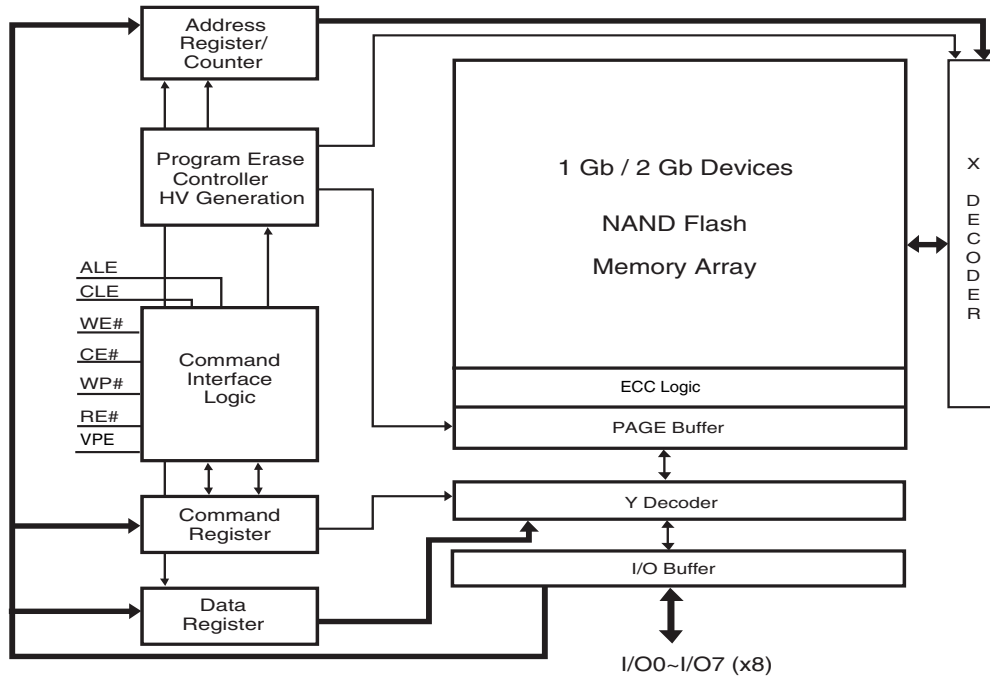 Address
Register/
Counter
Program Erase
Controller
HV Generation
ALE
CLE
WE#
CE#
WP#
RE#
VPE
Command
Interface
Logic
Command
Register
Data
Register
1 Gb / 2 Gb Devices
NAND Flash
Memory Array
ECC Logic
PAGE Buffer
Y Decoder
I/O Buffer
I/O0~I/O7 (x8)
X
D
E
C
O
D
E
R